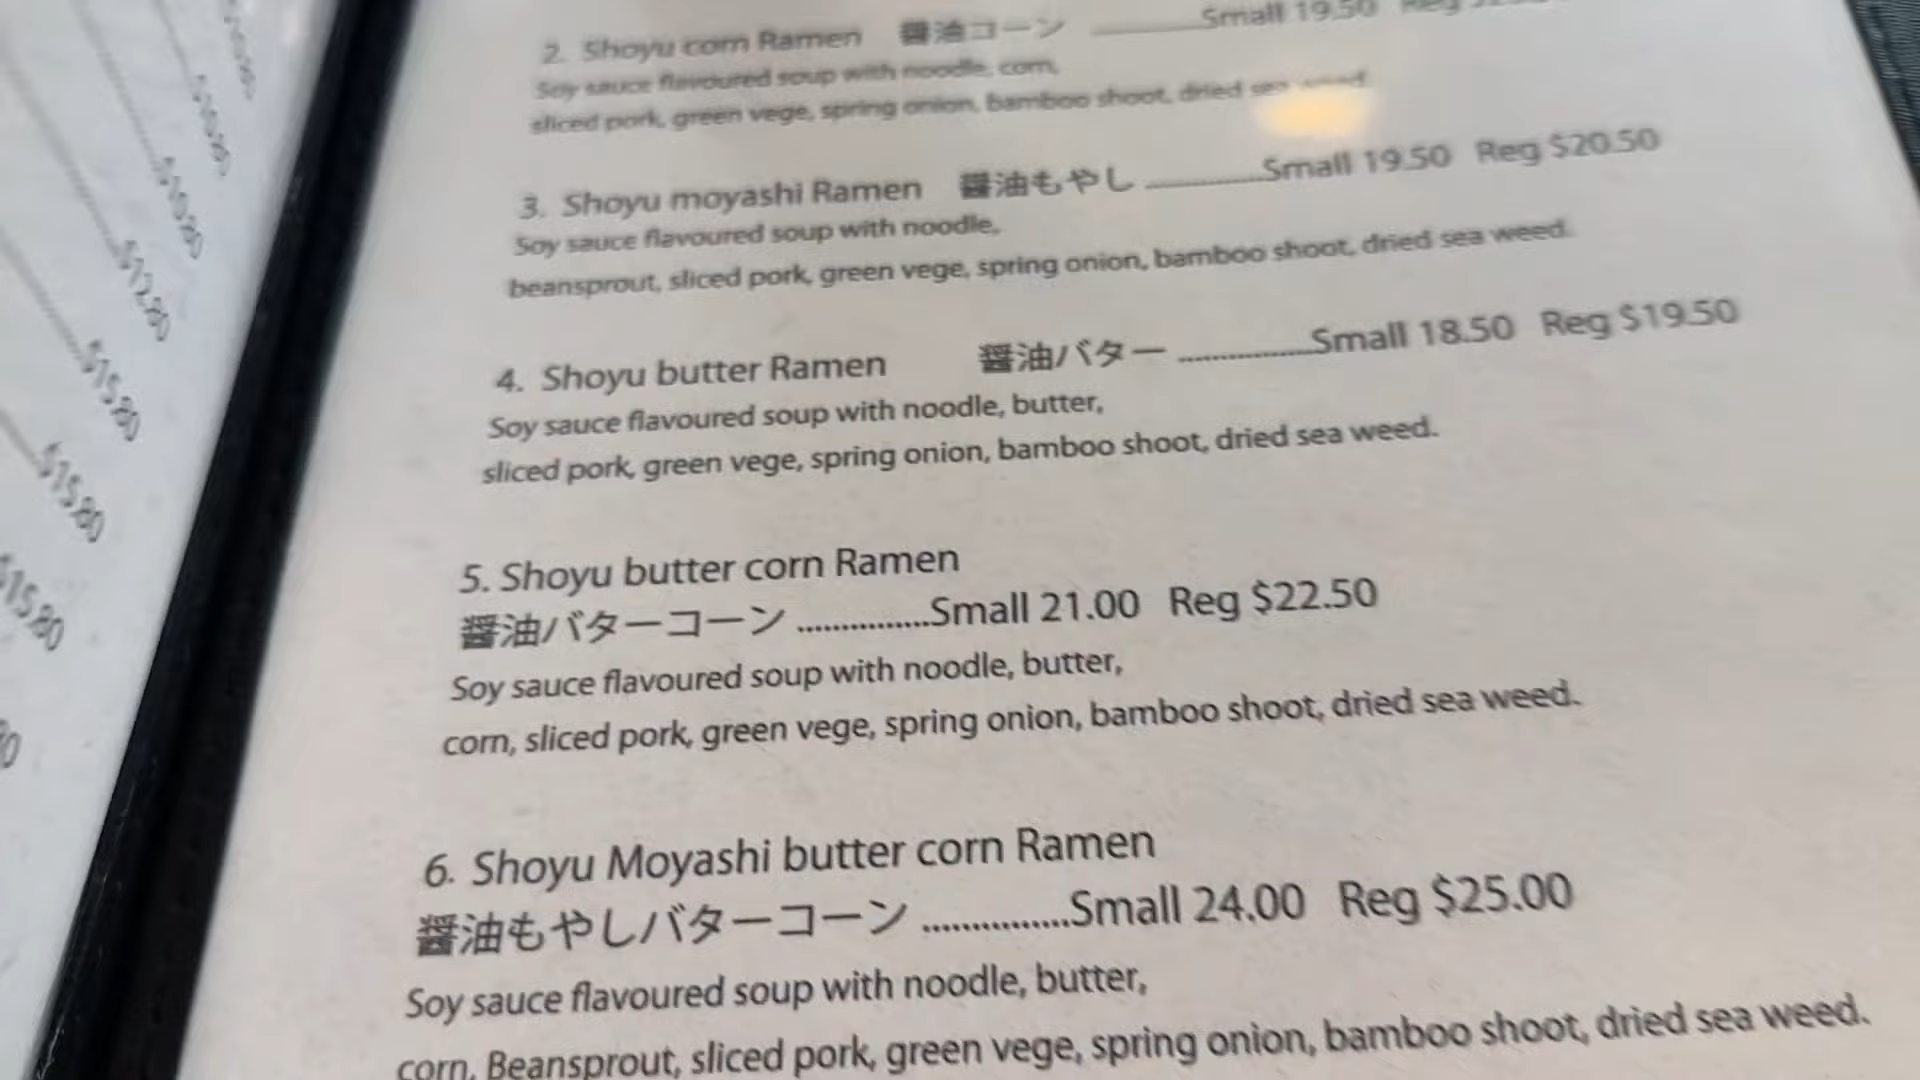 2. Shoyu corn Ramen 醤油コーン ............Small 19.50 Reg
Soy sauce flavoured soup with noodle, corn,
sliced pork, green vege, spring onion, bamboo shoot, dried sea weed.
3. Shoyu moyashi Ramen 醤油もやし ...............Small 19.50 Reg $20.50
Soy sauce flavoured soup with noodle,
beansprout, sliced pork, green vege, spring onion, bamboo shoot, dried sea weed.
4. Shoyu butter Ramen 醤油バター ................Small 18.50 Reg $19.50
Soy sauce flavoured soup with noodle, butter,
sliced pork, green vege, spring onion, bamboo shoot, dried sea weed.
5. Shoyu butter corn Ramen
醤油バターコーン ...............Small 21.00 Reg $22.50
Soy sauce flavoured soup with noodle, butter,
corn, sliced pork, green vege, spring onion, bamboo shoot, dried sea weed.
6. Shoyu Moyashi butter corn Ramen
醤油もやしバターコーン ...............Small 24.00 Reg $25.00
Soy sauce flavoured soup with noodle, butter,
corn, Beansprout, sliced pork, green vege, spring onion, bamboo shoot, dried sea weed.
$15.80
$15.80
$15.80